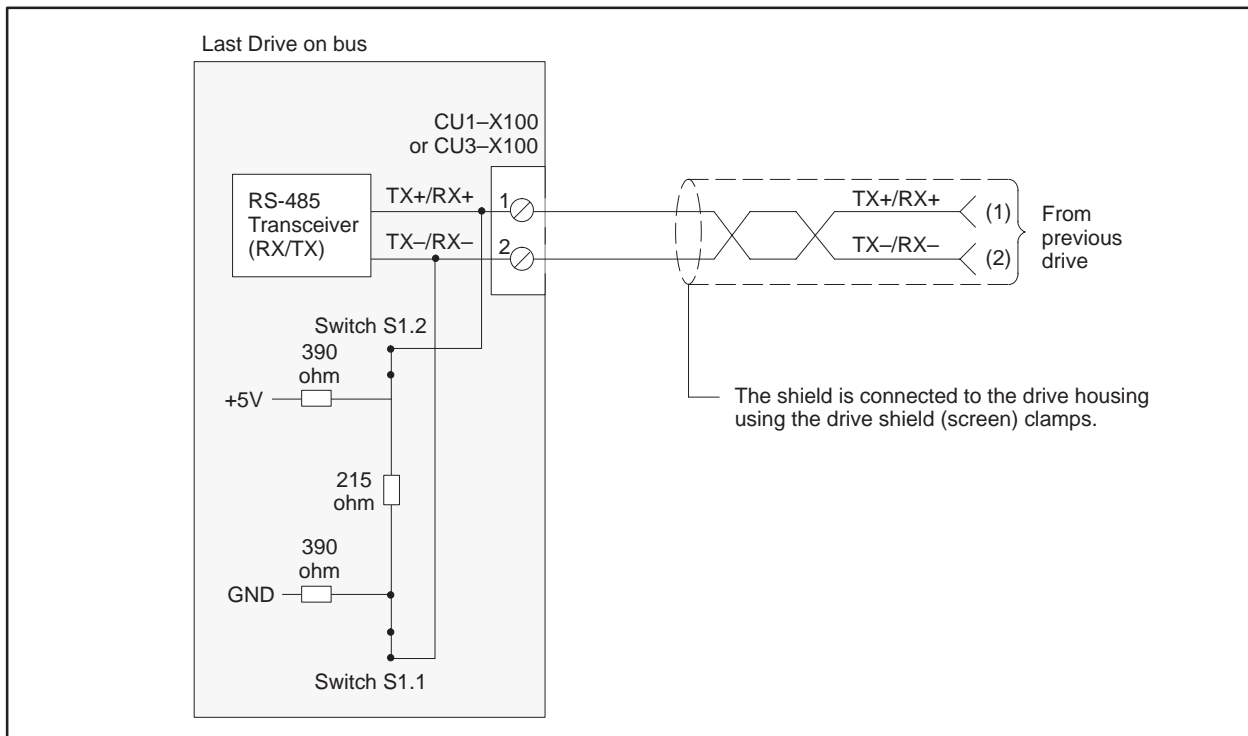 Last Drive on bus
CU1–X100
or CU3–X100
RS-485
Transceiver
(RX/TX)
TX+/RX+
TX–/RX–
1
2
TX+/RX+
TX–/RX–
(1)
(2)
From
previous
drive
Switch S1.2
390
ohm
+5V
The shield is connected to the drive housing
using the drive shield (screen) clamps.
215
ohm
390
ohm
GND
Switch S1.1